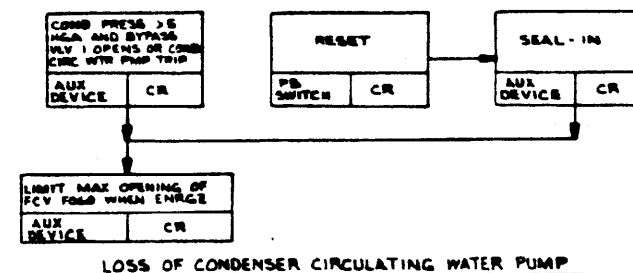 COND PRESS >5
HGA AND BYPASS
VLV 1 OPENS OR COND
CIRC WTR PMP TRIP
AUX
DEVICE
CR
RESET
PB
SWITCH
CR
SEAL-IN
AUX
DEVICE
CR
LIMIT MAX OPENING OF
FCV WHEN ENRGZ
AUX
DEVICE
CR
LOSS OF CONDENSER CIRCULATING WATER PUMP